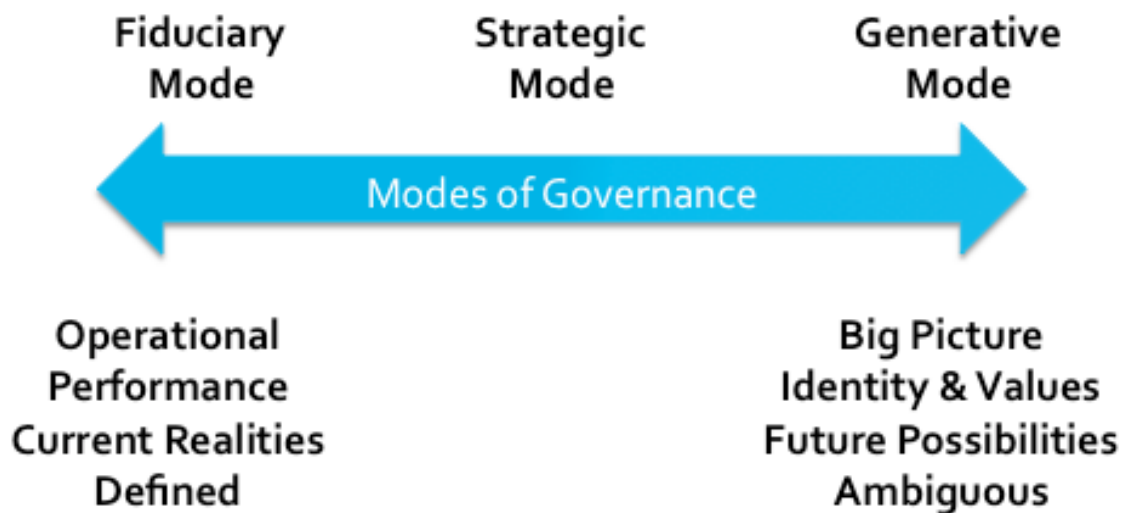 Fiduciary Mode
Strategic Mode
Generative Mode
Modes of Governance
Operational
Performance
Current Realities
Defined
Big Picture
Identity & Values
Future Possibilities
Ambiguous